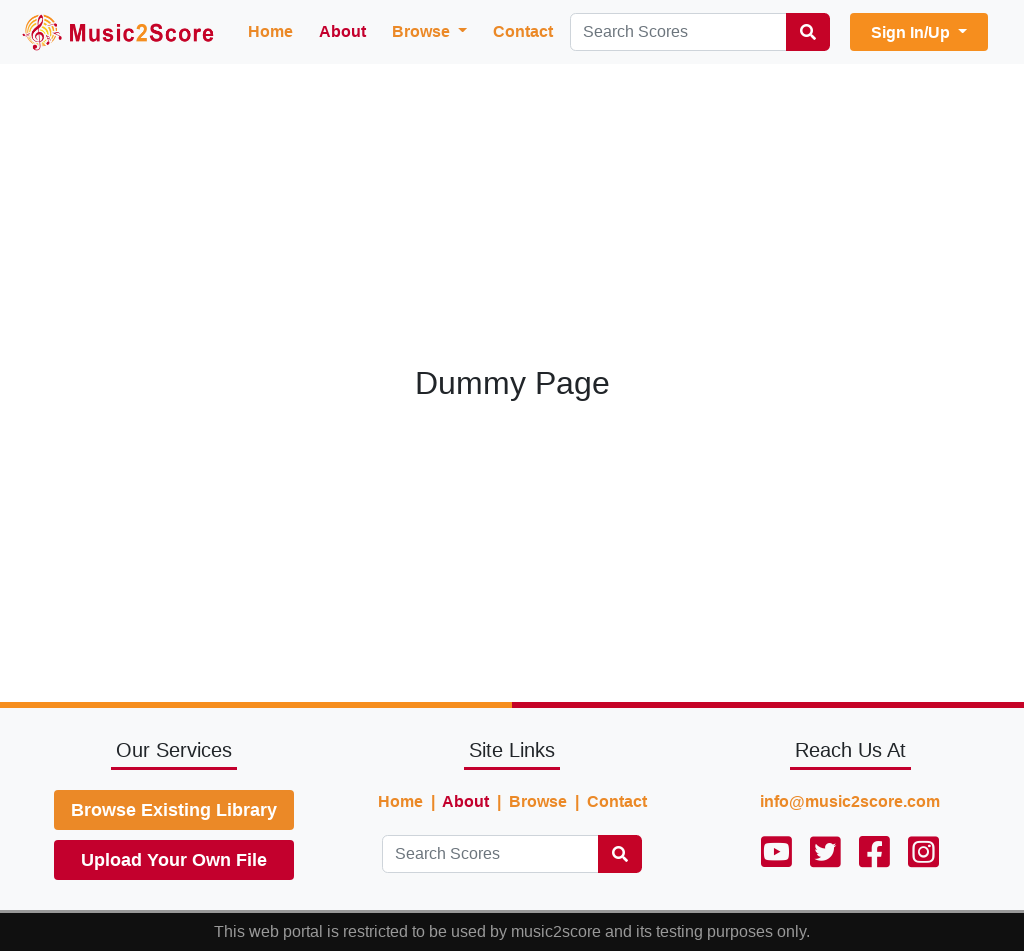 Music2Score Home About Browse Contact Search Scores Sign In/Up
Dummy Page
Our Services
Browse Existing Library
Upload Your Own File
Site Links
Home | About | Browse | Contact
Search Scores
Reach Us At
info@music2score.com
This web portal is restricted to be used by music2score and its testing purposes only.